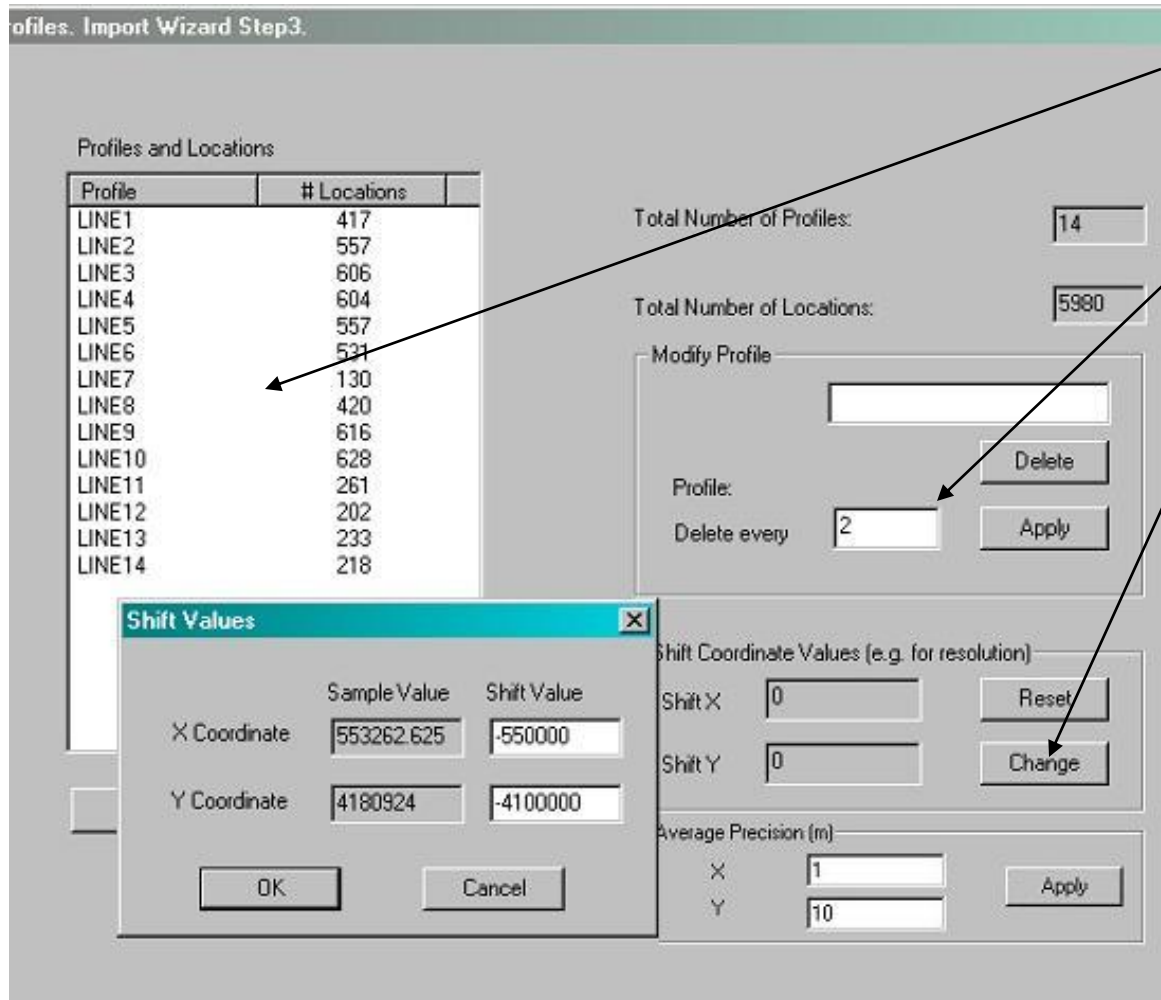 ofiles. Import Wizard Step3.
Profiles and Locations
Profile # Locations
LINE1 417
LINE2 557
LINE3 606
LINE4 604
LINE5 557
LINE6 531
LINE7 130
LINE8 420
LINE9 616
LINE10 628
LINE11 261
LINE12 202
LINE13 233
LINE14 218
Total Number of Profiles: 14
Total Number of Locations: 5980
Modify Profile
Delete
Profile:
Delete every 2 Apply
Shift Values
Sample Value Shift Value
X Coordinate 553262.625 -550000
Y Coordinate 4180924 -4100000
OK Cancel
Shift Coordinate Values (e.g. for resolution)
Shift X 0 Reset
Shift Y 0 Change
Average Precision (m)
X 1
Apply
Y 10